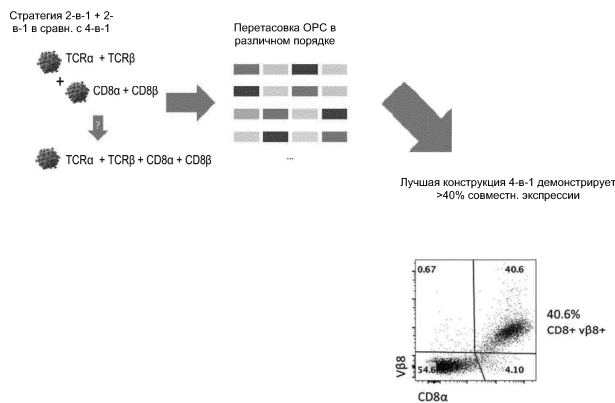 Стратегия 2-в-1 + 2-
в-1 в сравн. с 4-в-1
TCRα + TCRβ
+
CD8α + CD8β
?
TCRα + TCRβ + CD8α + CD8β
Перетасовка ОРС в
различном порядке
...
Лучшая конструкция 4-в-1 демонстрирует
>40% совместн. экспрессии
0.67
40.6
54.6
4.10
40.6%
CD8+ vβ8+
Vβ8
CD8α